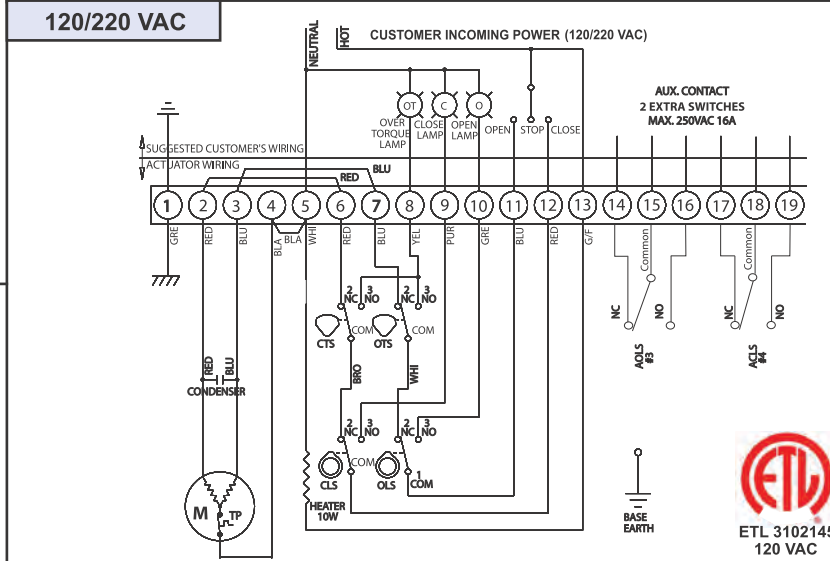 120/220 VAC
NEUTRAL
HOT
CUSTOMER INCOMING POWER (120/220 VAC)
OT
C
O
OVER TORQUE LAMP
CLOSE LAMP
OPEN LAMP
OPEN
STOP
CLOSE
AUX. CONTACT
2 EXTRA SWITCHES
MAX. 250VAC 16A
SUGGESTED CUSTOMER'S WIRING
ACTUATOR WIRING
RED
BLU
1 2 3 4 5 6 7 8 9 10 11 12 13 14 15 16 17 18 19
GRE
RED
BLU
BLA
BLA
WHI
RED
BLU
YEL
PUR
GRE
BLU
RED
G/F
Common
Common
2 NC
3 NO
2 NC
3 NO
COM
COM
CTS
OTS
NC
NO
NC
NO
AOLS #3
ACLS #4
BRO
WHI
RED
BLU
CONDENSER
2 NC
3 NO
2 NC
3 NO
COM
1 COM
CLS
OLS
HEATER
10W
M
TP
BASE
EARTH
ETL
ETL 3102145
120 VAC